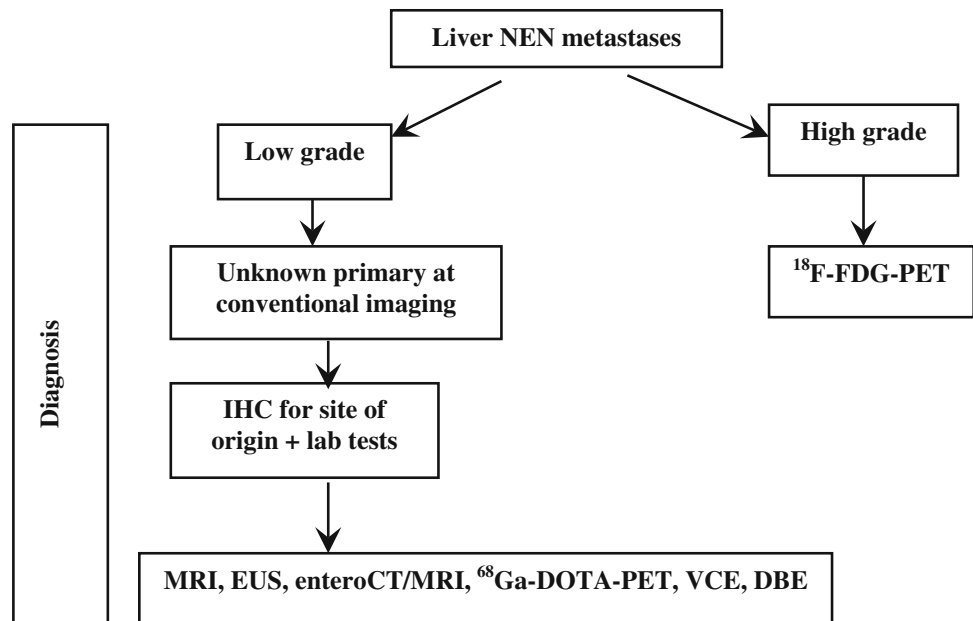 Liver NEN metastases
Low grade
High grade
Unknown primary at
conventional imaging
¹⁸F-FDG-PET
Diagnosis
IHC for site of
origin + lab tests
MRI, EUS, enteroCT/MRI, ⁶⁸Ga-DOTA-PET, VCE, DBE